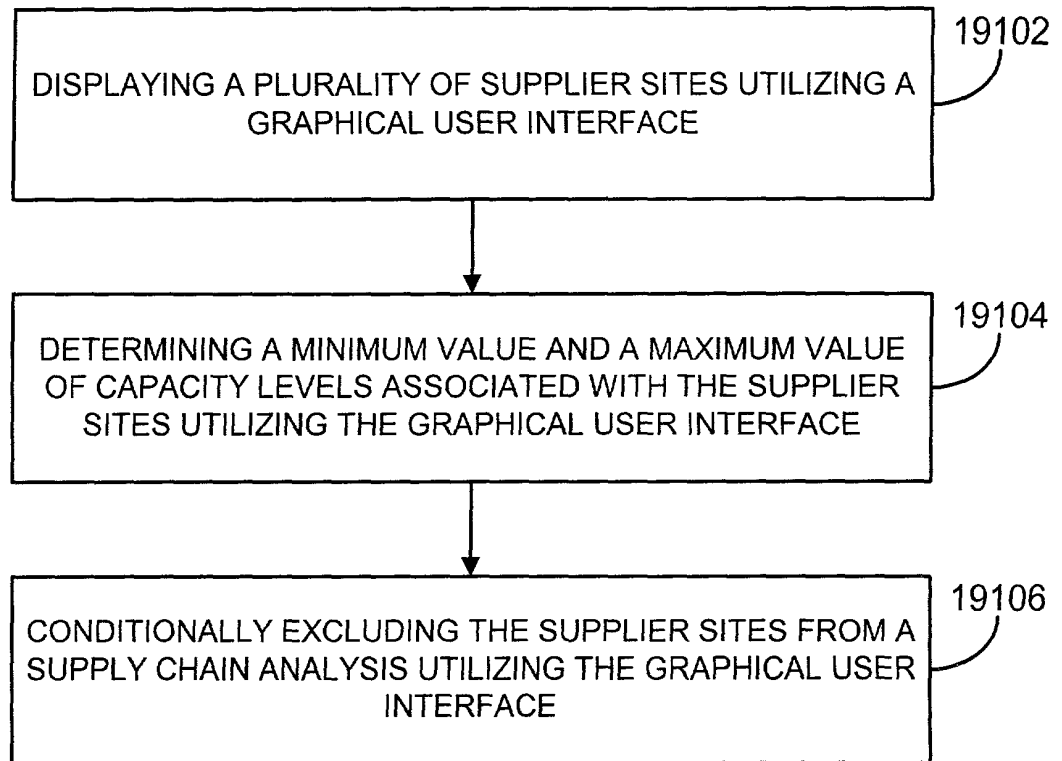 19102
DISPLAYING A PLURALITY OF SUPPLIER SITES UTILIZING A
GRAPHICAL USER INTERFACE
19104
DETERMINING A MINIMUM VALUE AND A MAXIMUM VALUE
OF CAPACITY LEVELS ASSOCIATED WITH THE SUPPLIER
SITES UTILIZING THE GRAPHICAL USER INTERFACE
19106
CONDITIONALLY EXCLUDING THE SUPPLIER SITES FROM A
SUPPLY CHAIN ANALYSIS UTILIZING THE GRAPHICAL USER
INTERFACE